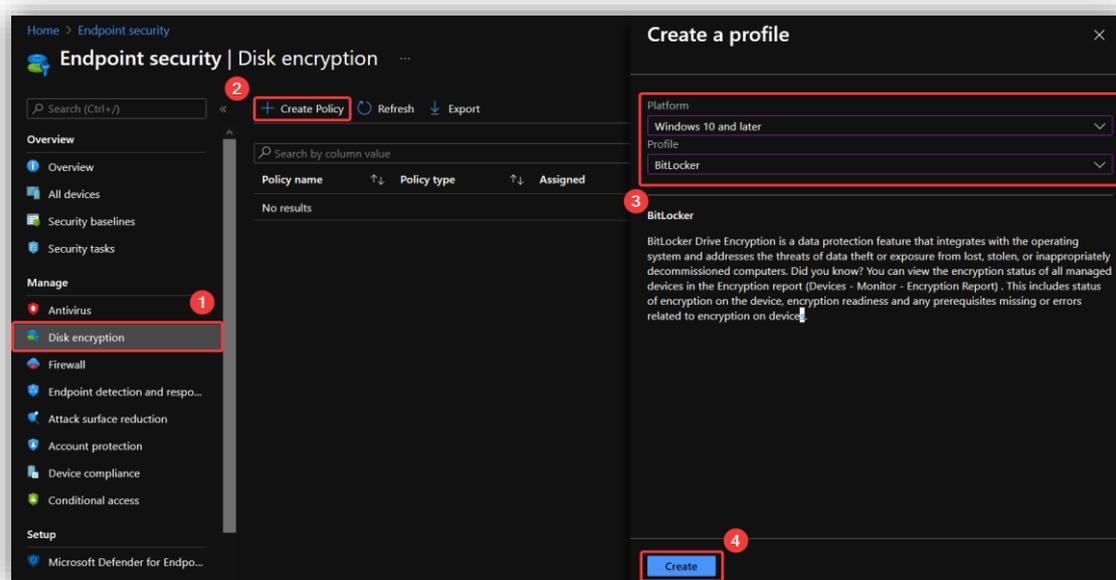 Home > Endpoint security
Endpoint security | Disk encryption ...
Search (Ctrl+/)
«
Overview
Overview
All devices
Security baselines
Security tasks
Manage
1
Antivirus
Disk encryption
Firewall
Endpoint detection and respo...
Attack surface reduction
Account protection
Device compliance
Conditional access
Setup
Microsoft Defender for Endpo...
2
+ Create Policy Refresh Export
Search by column value
Policy name ↑↓ Policy type ↑↓ Assigned
No results
Create a profile
Platform
Windows 10 and later
Profile
BitLocker
3
BitLocker
BitLocker Drive Encryption is a data protection feature that integrates with the operating
system and addresses the threats of data theft or exposure from lost, stolen, or inappropriately
decommissioned computers. Did you know? You can view the encryption status of all managed
devices in the Encryption report (Devices - Monitor - Encryption Report) . This includes status
of encryption on the device, encryption readiness and any prerequisites missing or errors
related to encryption on devices.
4
Create